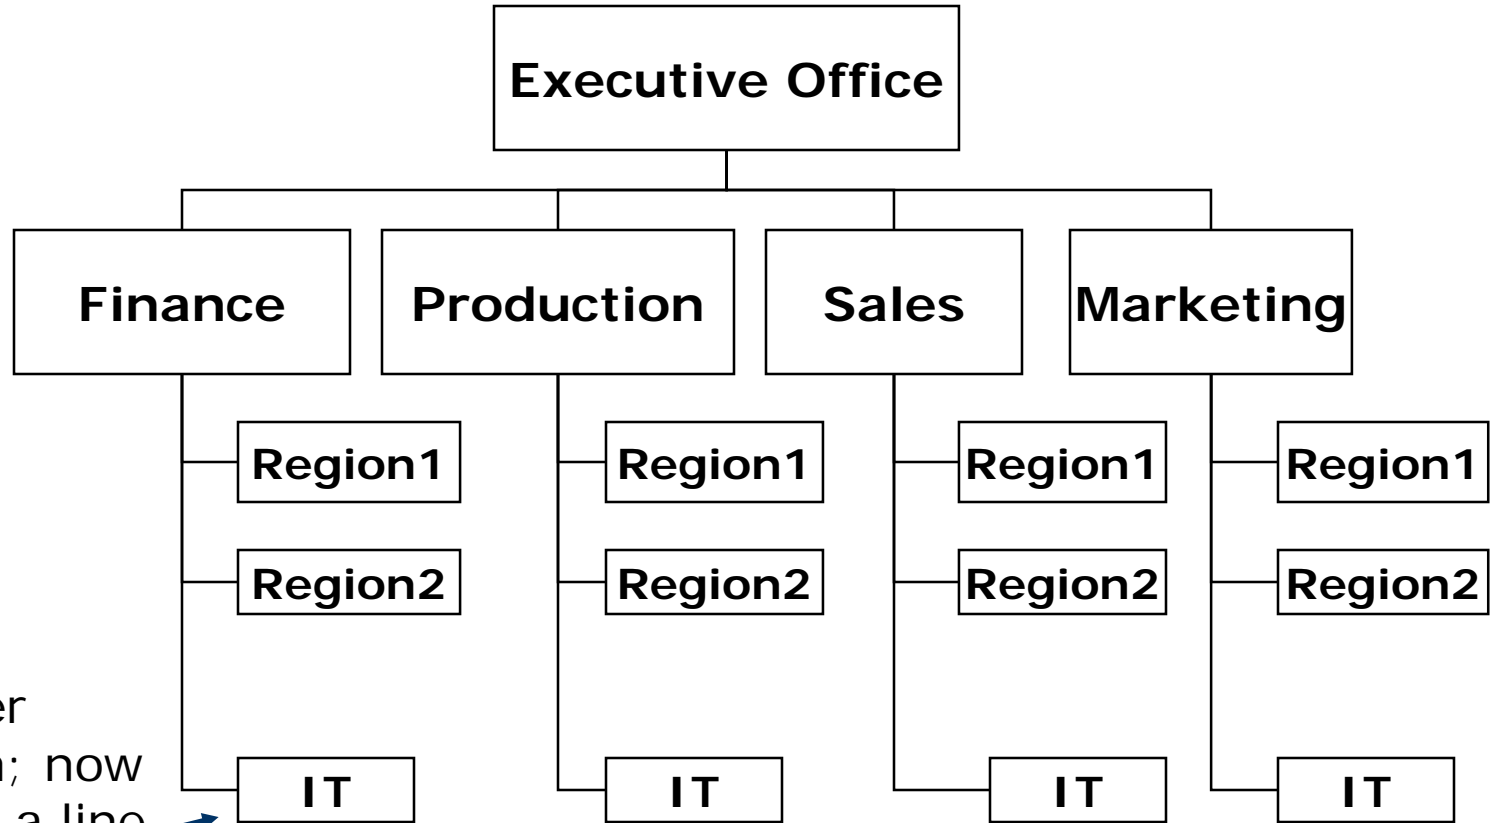 Executive Office
Finance Production Sales Marketing
Region1 Region1 Region1 Region1
Region2 Region2 Region2 Region2
; now
IT IT IT IT
a line